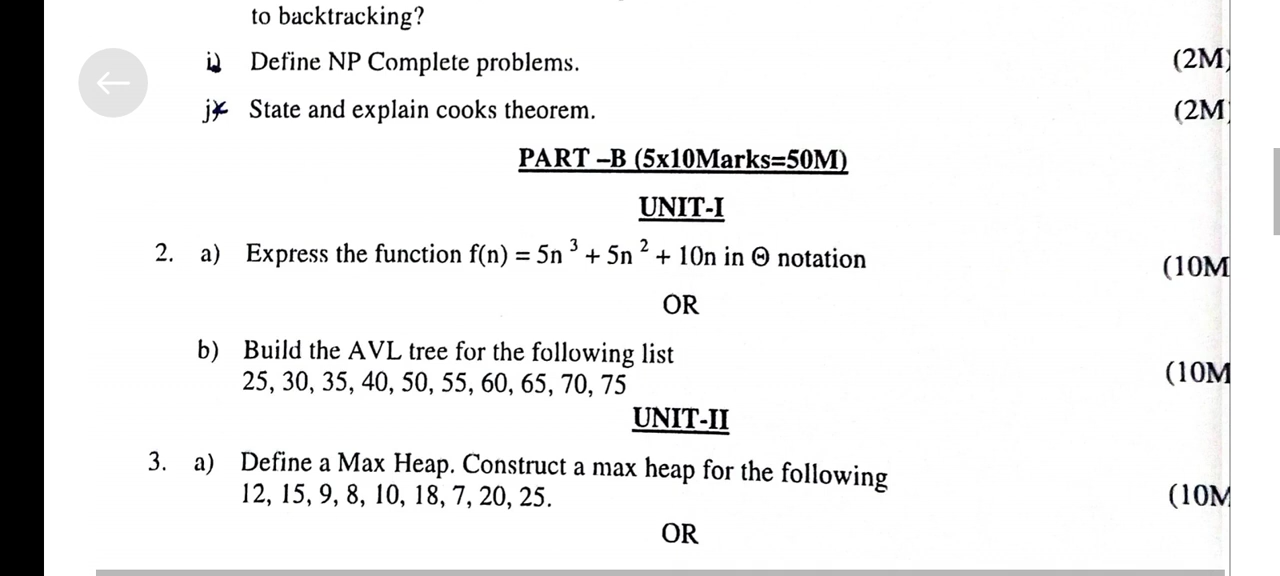 to backtracking?
i) Define NP Complete problems. (2M)
j) State and explain cooks theorem. (2M)
PART –B (5x10Marks=50M)
UNIT-I
2. a) Express the function f(n) = 5n ³ + 5n ² + 10n in Θ notation (10M
OR
b) Build the AVL tree for the following list
25, 30, 35, 40, 50, 55, 60, 65, 70, 75 (10M
UNIT-II
3. a) Define a Max Heap. Construct a max heap for the following
12, 15, 9, 8, 10, 18, 7, 20, 25. (10M
OR